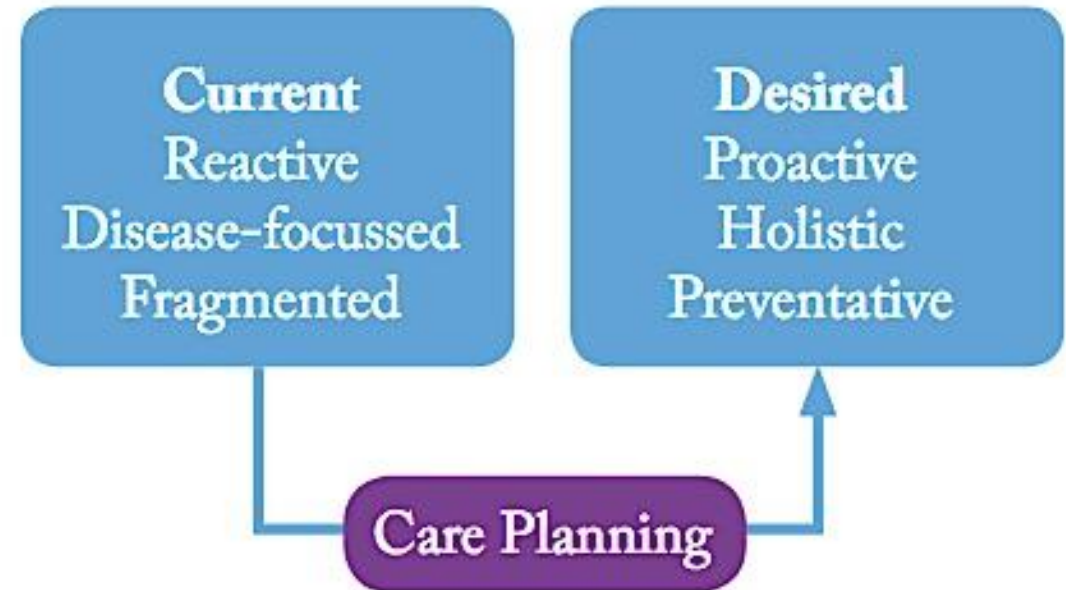 Current
Reactive
Disease-focussed
Fragmented
Desired
Proactive
Holistic
Preventative
Care Planning